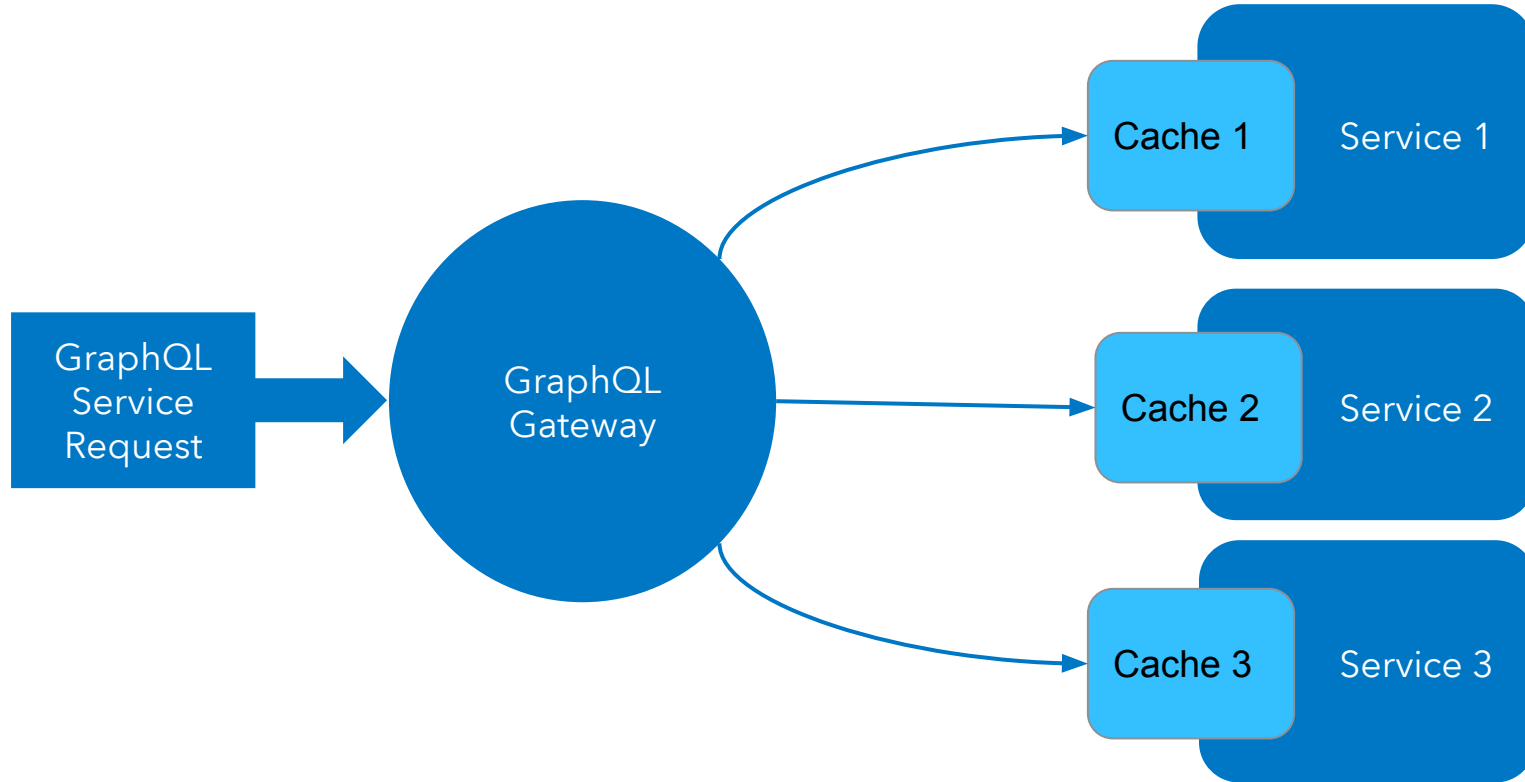 GraphQL
Service
Request
GraphQL
Gateway
Cache 1
Service 1
Cache 2
Service 2
Cache 3
Service 3